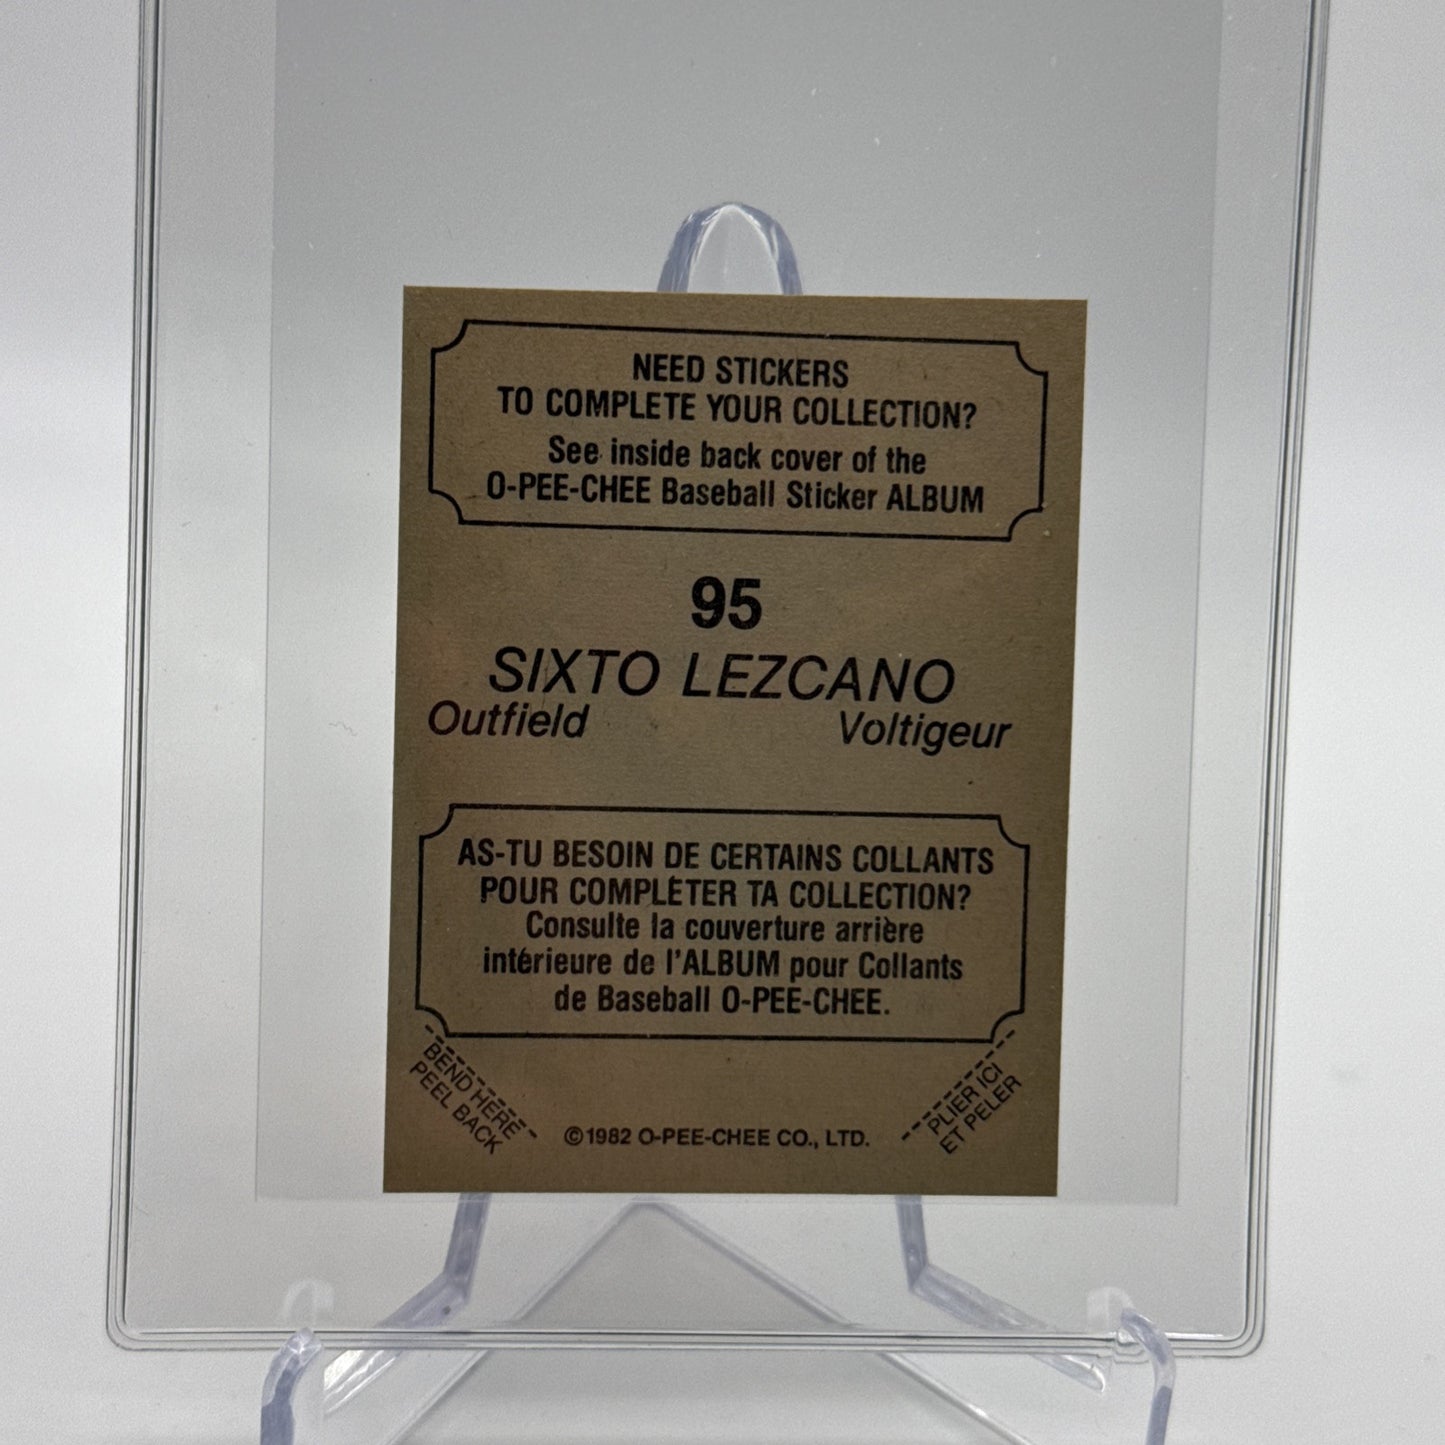 NEED STICKERS
TO COMPLETE YOUR COLLECTION?
See inside back cover of the
O-PEE-CHEE Baseball Sticker ALBUM
95
SIXTO LEZCANO
Outfield Voltigeur
AS-TU BESOIN DE CERTAINS COLLANTS
POUR COMPLÉTER TA COLLECTION?
Consulte la couverture arrière
intérieure de l'ALBUM pour Collants
de Baseball O-PEE-CHEE.
BEND HERE
PEEL BACK
©1982 O-PEE-CHEE CO., LTD.
PLIER ICI
ET PELER